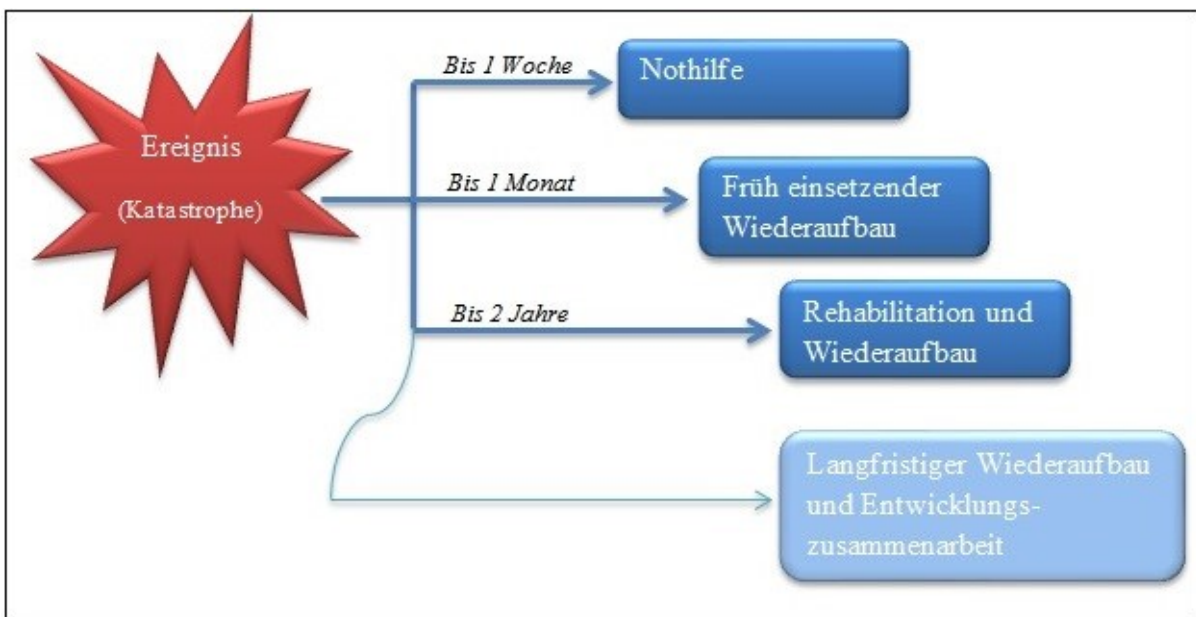 Ereignis
(Katastrophe)
Bis 1 Woche
Nothilfe
Bis 1 Monat
Früh einsetzender
Wiederaufbau
Bis 2 Jahre
Rehabilitation und
Wiederaufbau
Langfristiger Wiederaufbau
und Entwicklungs-
zusammenarbeit